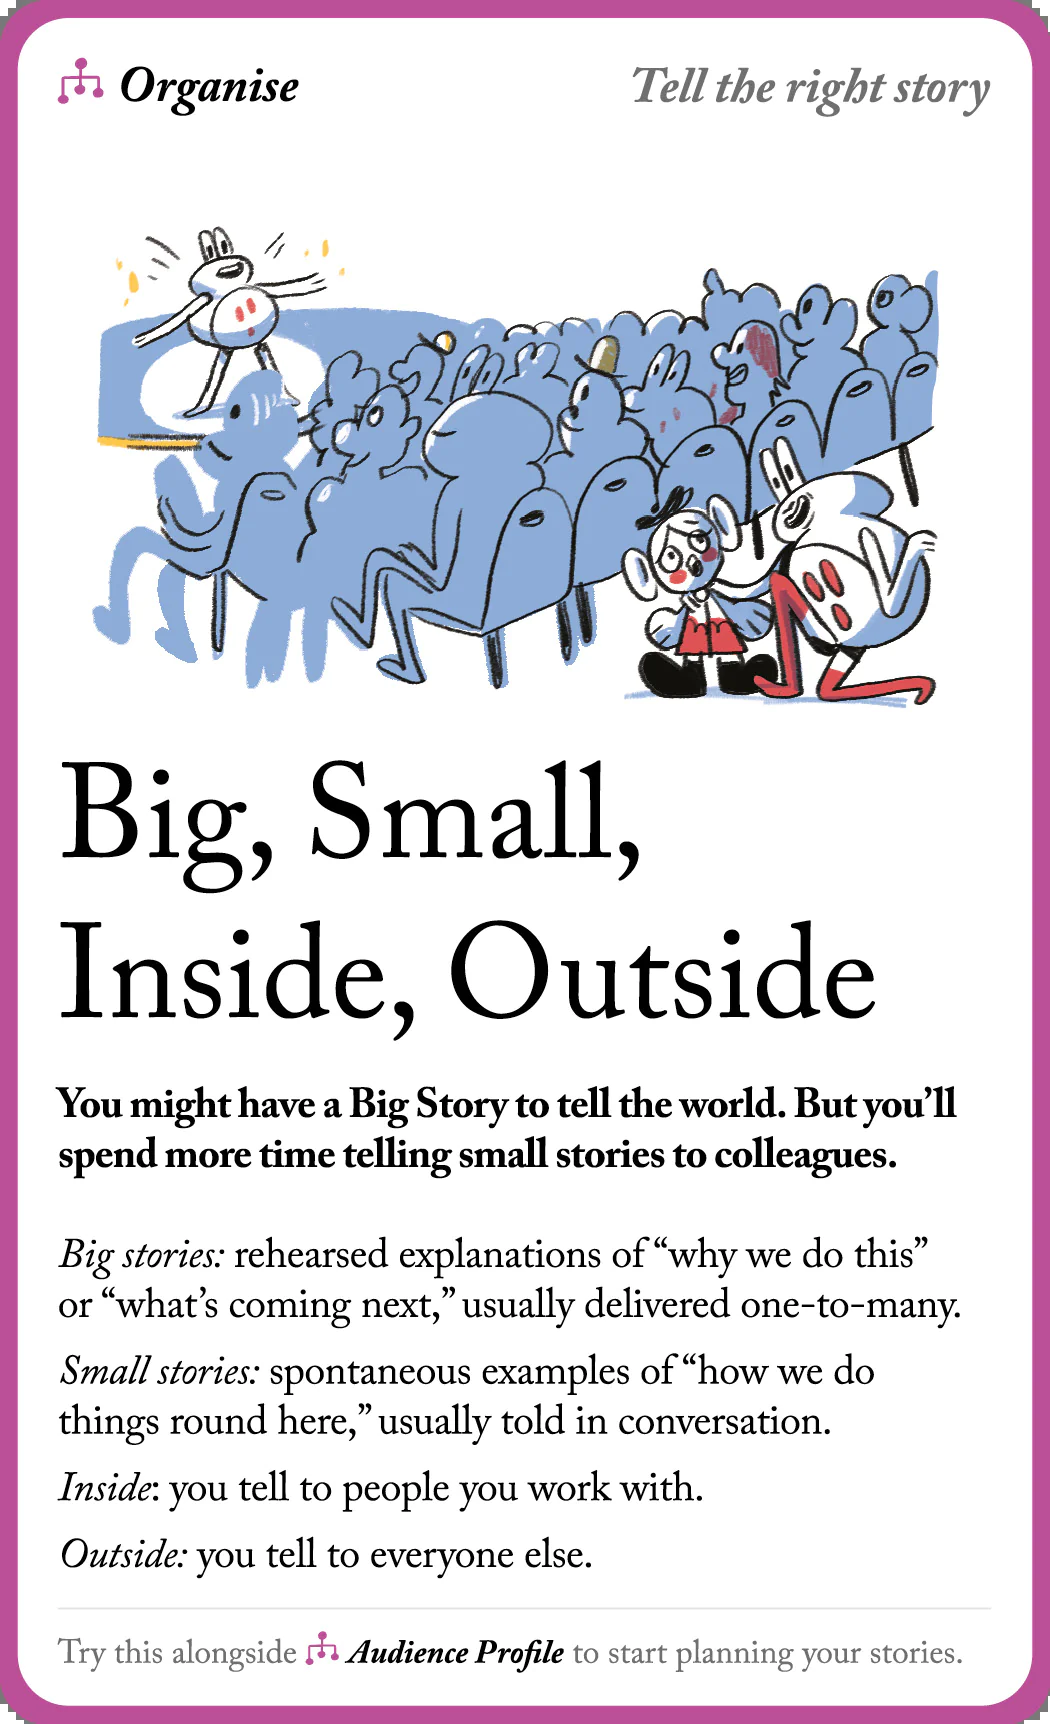 Organise
Tell the right story
Big, Small,
Inside, Outside
You might have a Big Story to tell the world. But you’ll
spend more time telling small stories to colleagues.
Big stories: rehearsed explanations of “why we do this”
or “what’s coming next,” usually delivered one-to-many.
Small stories: spontaneous examples of “how we do
things round here,” usually told in conversation.
Inside: you tell to people you work with.
Outside: you tell to everyone else.
Try this alongside Audience Profile to start planning your stories.